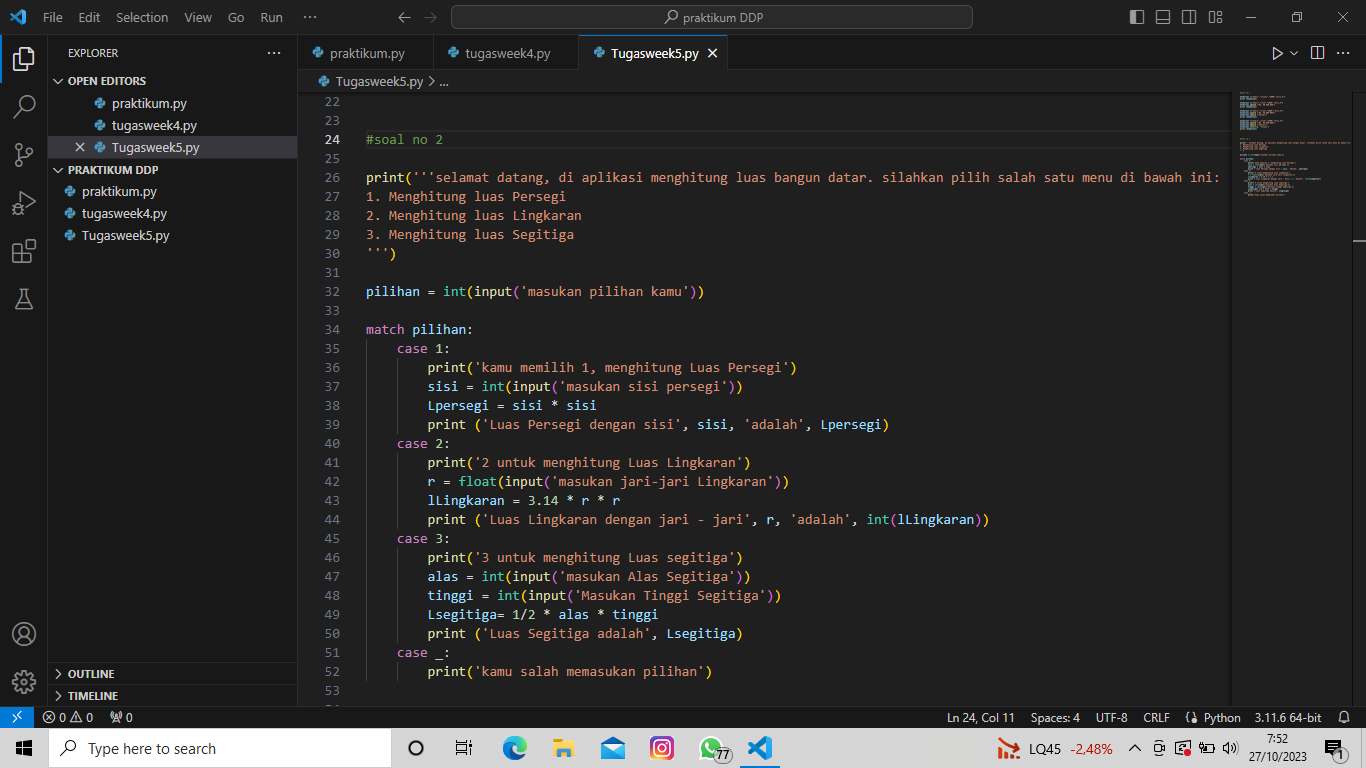 File Edit Selection View Go Run ··· praktikum DDP
EXPLORER ···
OPEN EDITORS
praktikum.py
tugasweek4.py
Tugasweek5.py
PRAKTIKUM DDP
praktikum.py
tugasweek4.py
Tugasweek5.py
OUTLINE
TIMELINE
praktikum.py tugasweek4.py Tugasweek5.py
Tugasweek5.py > ...
22
23
24 #soal no 2
25
26 print('''selamat datang, di aplikasi menghitung luas bangun datar. silahkan pilih salah satu menu di bawah ini:
27 1. Menghitung luas Persegi
28 2. Menghitung luas Lingkaran
29 3. Menghitung luas Segitiga
30 ''')
31
32 pilihan = int(input('masukan pilihan kamu'))
33
34 match pilihan:
35     case 1:
36         print('kamu memilih 1, menghitung Luas Persegi')
37         sisi = int(input('masukan sisi persegi'))
38         Lpersegi = sisi * sisi
39         print ('Luas Persegi dengan sisi', sisi, 'adalah', Lpersegi)
40     case 2:
41         print('2 untuk menghitung Luas Lingkaran')
42         r = float(input('masukan jari-jari Lingkaran'))
43         lLingkaran = 3.14 * r * r
44         print ('Luas Lingkaran dengan jari - jari', r, 'adalah', int(lLingkaran))
45     case 3:
46         print('3 untuk menghitung Luas segitiga')
47         alas = int(input('masukan Alas Segitiga'))
48         tinggi = int(input('Masukan Tinggi Segitiga'))
49         Lsegitiga= 1/2 * alas * tinggi
50         print ('Luas Segitiga adalah', Lsegitiga)
51     case _:
52         print('kamu salah memasukan pilihan')
53
0 0 0 Ln 24, Col 11 Spaces: 4 UTF-8 CRLF Python 3.11.6 64-bit
Type here to search 77 LQ45 -2,48% 7:52
27/10/2023 1